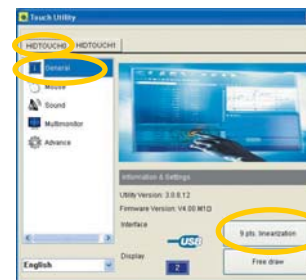 Touch Utility
HIDTOUCH0 HIDTOUCH1
General
Mouse
Sound
Multimonitor
Advance
Information & Settings
Utility Version: 3.0.8.12
Firmware Version: V4.00
Interface
USB
9 pts. linearization
Display
2
Free draw
English